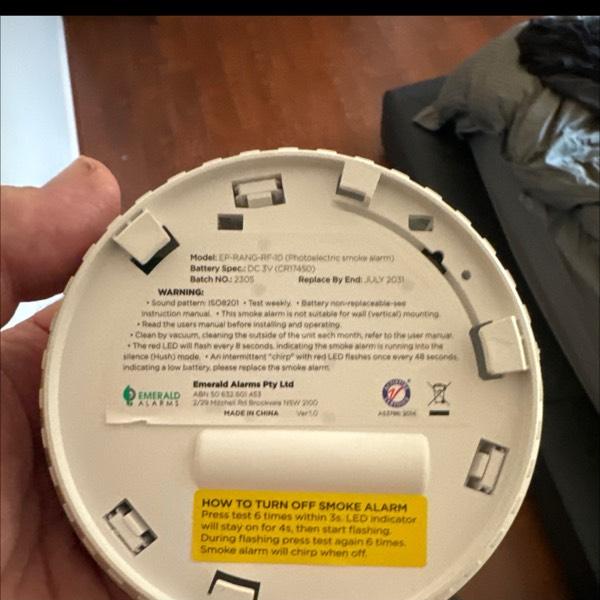 Model: EP-RANG-RF-10 (Photoelectric smoke alarm)
Battery Spec.: DC 3V (CR17450)
Batch NO.: 2305 Replace By End: JULY 2031
WARNING:
• Sound pattern: ISO8201 • Test weekly. • Battery non-replaceable-see
instruction manual. • This smoke alarm is not suitable for wall (vertical) mounting.
• Read the users manual before installing and operating.
• Clean by vacuum, cleaning the outside of the unit each month, refer to the user manual.
• The red LED will flash every 8 seconds, indicating the smoke alarm is running into the
silence (Hush) mode. • An intermittent "chirp" with red LED flashes once every 48 seconds,
indicating a low battery, please replace the smoke alarm.
EMERALD
ALARMS
Emerald Alarms Pty Ltd
ABN 50 632 601 453
2/29 Mitchell Rd Brookvale NSW 2100
MADE IN CHINA Ver1.0
AS3786:2014
HOW TO TURN OFF SMOKE ALARM
Press test 6 times within 3s. LED indicator
will stay on for 4s, then start flashing.
During flashing press test again 6 times.
Smoke alarm will chirp when off.